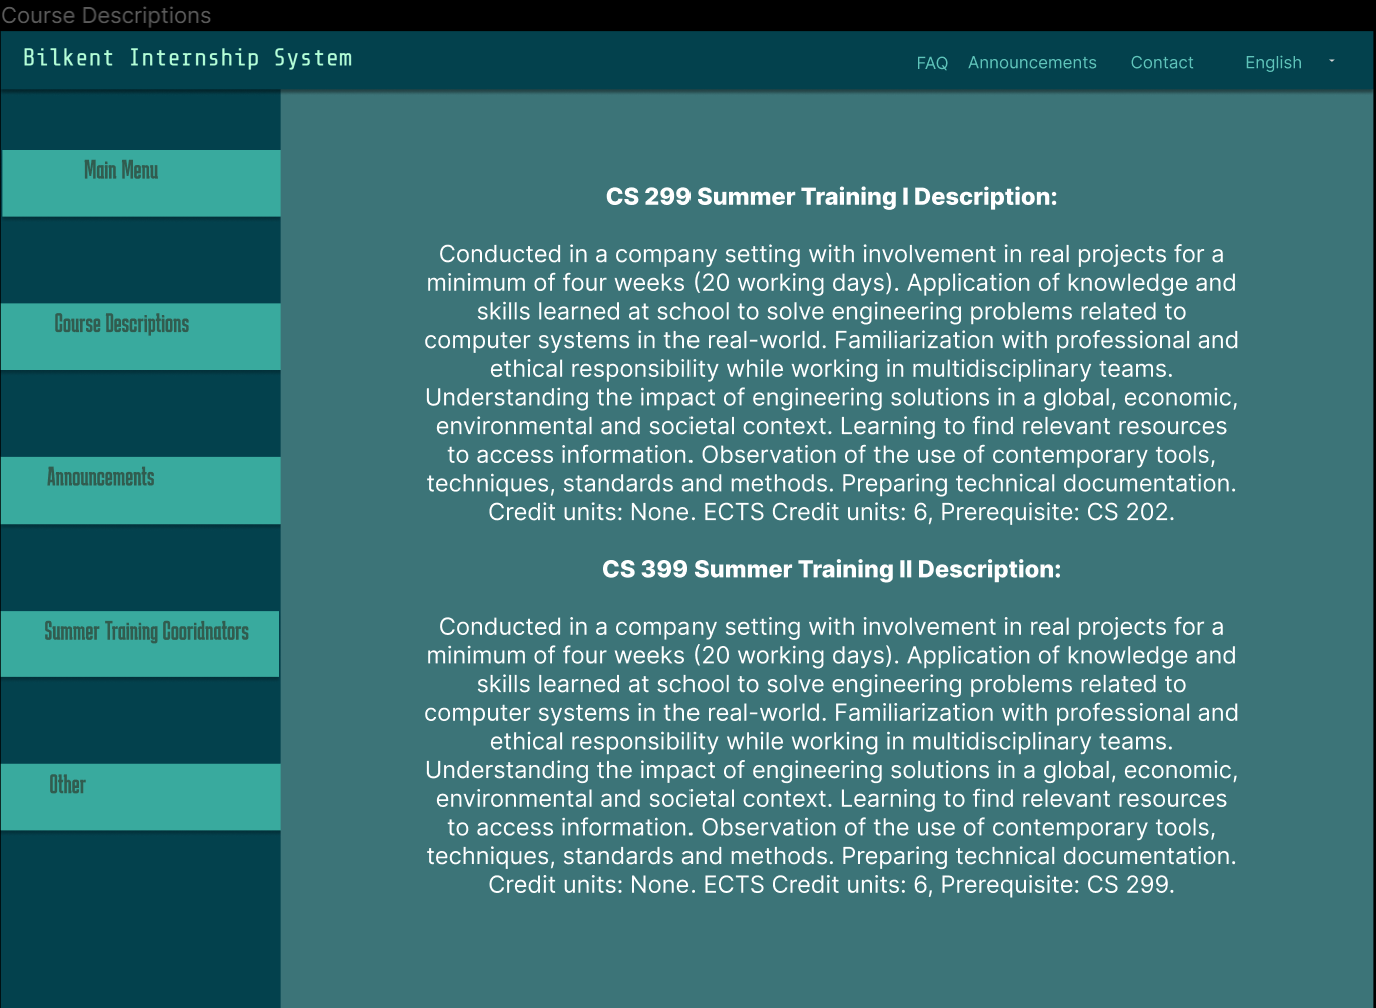 Course Descriptions
Bilkent Internship System
FAQ Announcements Contact English
Main Menu
Course Descriptions
Announcements
Summer Training Cooridnators
Other
CS 299 Summer Training I Description:
Conducted in a company setting with involvement in real projects for a
minimum of four weeks (20 working days). Application of knowledge and
skills learned at school to solve engineering problems related to
computer systems in the real-world. Familiarization with professional and
ethical responsibility while working in multidisciplinary teams.
Understanding the impact of engineering solutions in a global, economic,
environmental and societal context. Learning to find relevant resources
to access information. Observation of the use of contemporary tools,
techniques, standards and methods. Preparing technical documentation.
Credit units: None. ECTS Credit units: 6, Prerequisite: CS 202.
CS 399 Summer Training II Description:
Conducted in a company setting with involvement in real projects for a
minimum of four weeks (20 working days). Application of knowledge and
skills learned at school to solve engineering problems related to
computer systems in the real-world. Familiarization with professional and
ethical responsibility while working in multidisciplinary teams.
Understanding the impact of engineering solutions in a global, economic,
environmental and societal context. Learning to find relevant resources
to access information. Observation of the use of contemporary tools,
techniques, standards and methods. Preparing technical documentation.
Credit units: None. ECTS Credit units: 6, Prerequisite: CS 299.